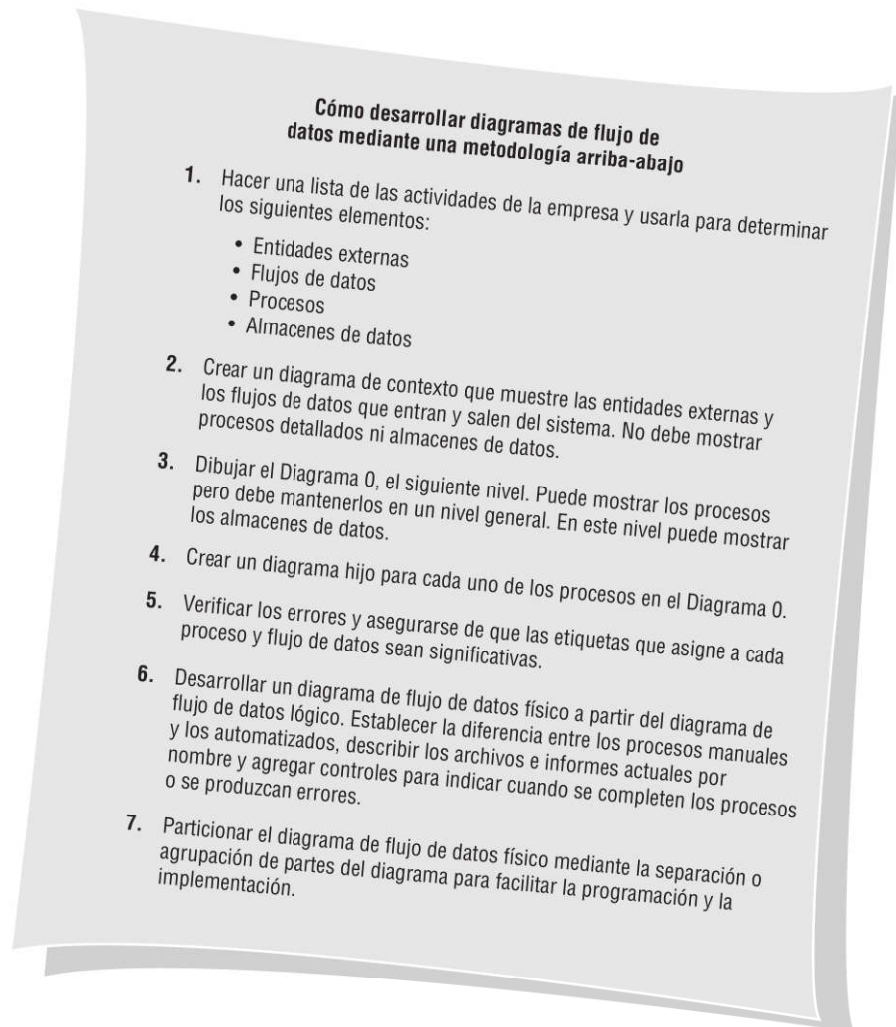 Cómo desarrollar diagramas de flujo de
datos mediante una metodología arriba-abajo
1. Hacer una lista de las actividades de la empresa y usarla para determinar
los siguientes elementos:
• Entidades externas
• Flujos de datos
• Procesos
• Almacenes de datos
2. Crear un diagrama de contexto que muestre las entidades externas y
los flujos de datos que entran y salen del sistema. No debe mostrar
procesos detallados ni almacenes de datos.
3. Dibujar el Diagrama 0, el siguiente nivel. Puede mostrar los procesos
pero debe mantenerlos en un nivel general. En este nivel puede mostrar
los almacenes de datos.
4. Crear un diagrama hijo para cada uno de los procesos en el Diagrama 0.
5. Verificar los errores y asegurarse de que las etiquetas que asigne a cada
proceso y flujo de datos sean significativas.
6. Desarrollar un diagrama de flujo de datos físico a partir del diagrama de
flujo de datos lógico. Establecer la diferencia entre los procesos manuales
y los automatizados, describir los archivos e informes actuales por
nombre y agregar controles para indicar cuando se completen los procesos
o se produzcan errores.
7. Particionar el diagrama de flujo de datos físico mediante la separación o
agrupación de partes del diagrama para facilitar la programación y la
implementación.